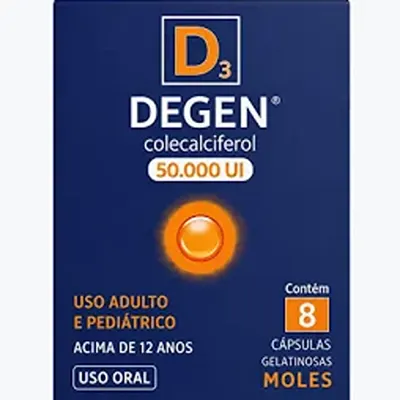 D3
DEGEN®
colecalciferol
50.000 UI
USO ADULTO
E PEDIÁTRICO
ACIMA DE 12 ANOS
USO ORAL
Contém
8
CÁPSULAS
GELATINOSAS
MOLES